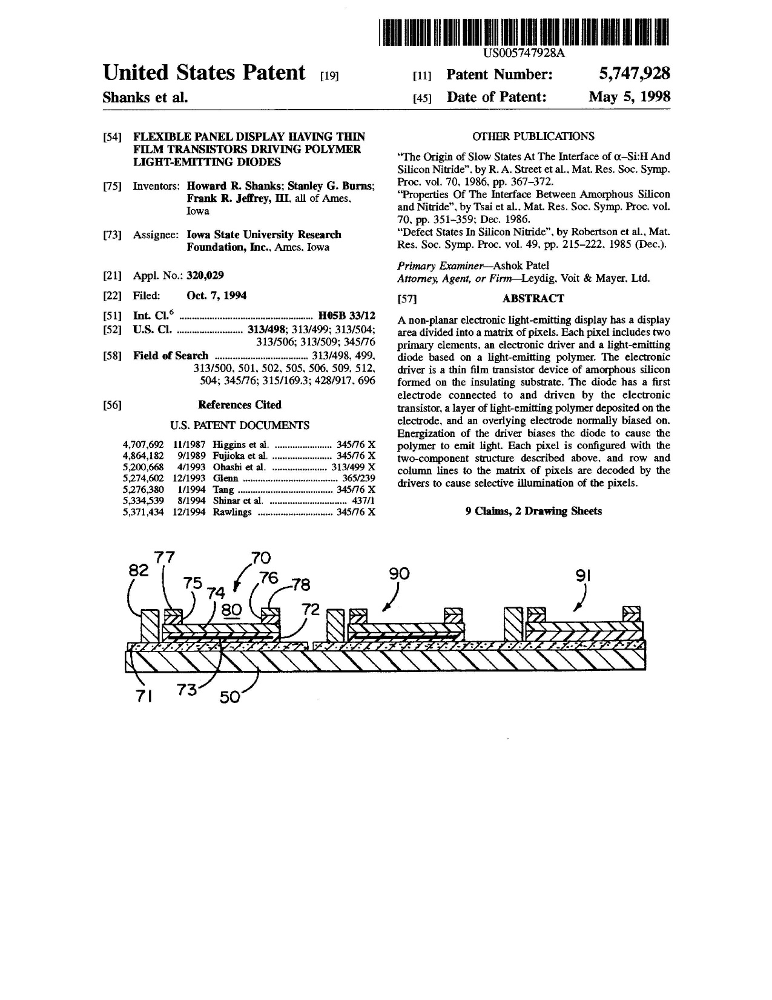 US005747928A
United States Patent [19]
Shanks et al.
[11] Patent Number: 5,747,928
[45] Date of Patent: May 5, 1998
[54] FLEXIBLE PANEL DISPLAY HAVING THIN
FILM TRANSISTORS DRIVING POLYMER
LIGHT-EMITTING DIODES
[75] Inventors: Howard R. Shanks; Stanley G. Burns;
Frank R. Jeffrey, III, all of Ames,
Iowa
[73] Assignee: Iowa State University Research
Foundation, Inc., Ames, Iowa
[21] Appl. No.: 320,029
[22] Filed: Oct. 7, 1994
[51] Int. Cl.6 ..................................................... H05B 33/12
[52] U.S. Cl. .......................... 313/498; 313/499; 313/504;
313/506; 313/509; 345/76
[58] Field of Search ..................................... 313/498, 499,
313/500, 501, 502, 505, 506, 509, 512,
504; 345/76; 315/169.3; 428/917, 696
[56] References Cited
U.S. PATENT DOCUMENTS
4,707,692 11/1987 Higgins et al. ....................... 345/76 X
4,864,182 9/1989 Fujioka et al. ........................ 345/76 X
5,200,668 4/1993 Ohashi et al. ...................... 313/499 X
5,274,602 12/1993 Glenn ...................................... 365/239
5,276,380 1/1994 Tang ...................................... 345/76 X
5,334,539 8/1994 Shinar et al. ............................... 437/1
5,371,434 12/1994 Rawlings .............................. 345/76 X
OTHER PUBLICATIONS
"The Origin of Slow States At The Interface of α–Si:H And
Silicon Nitride", by R. A. Street et al., Mat. Res. Soc. Symp.
Proc. vol. 70, 1986, pp. 367–372.
"Properties Of The Interface Between Amorphous Silicon
and Nitride", by Tsai et al., Mat. Res. Soc. Symp. Proc. vol.
70, pp. 351–359; Dec. 1986.
"Defect States In Silicon Nitride", by Robertson et al., Mat.
Res. Soc. Symp. Proc. vol. 49, pp. 215–222, 1985 (Dec.).
Primary Examiner—Ashok Patel
Attorney, Agent, or Firm—Leydig, Voit & Mayer, Ltd.
[57] ABSTRACT
A non-planar electronic light-emitting display has a display
area divided into a matrix of pixels. Each pixel includes two
primary elements, an electronic driver and a light-emitting
diode based on a light-emitting polymer. The electronic
driver is a thin film transistor device of amorphous silicon
formed on the insulating substrate. The diode has a first
electrode connected to and driven by the electronic
transistor, a layer of light-emitting polymer deposited on the
electrode, and an overlying electrode normally biased on.
Energization of the driver biases the diode to cause the
polymer to emit light. Each pixel is configured with the
two-component structure described above, and row and
column lines to the matrix of pixels are decoded by the
drivers to cause selective illumination of the pixels.
9 Claims, 2 Drawing Sheets
77 70
82 75 74 76 78 90 91
80 72
71 73 50